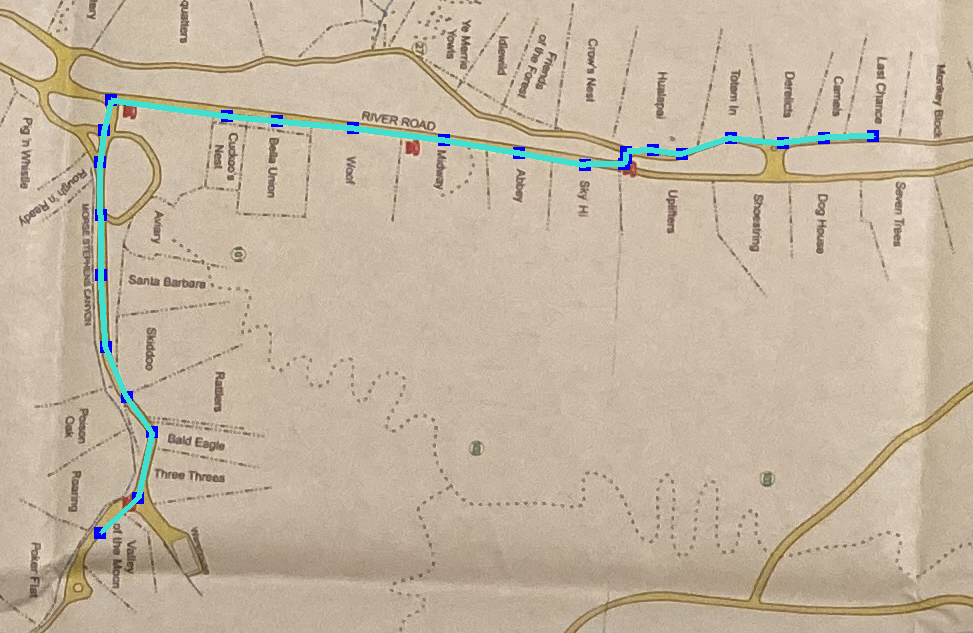 Ye Merrie
Yowls
Idlewild
Friends
of the Forest
Crow's Nest
Hualapai
Totem In
Derelicts
Camels
Last Chance
Monkey Block
27
RIVER ROAD
Pig 'n Whistle
Rough 'n Ready
Cuckoo's
Nest
Bella Union
Woof
Midway
Abbey
Sky Hi
Uplifters
Shoestring
Dog House
Seven Trees
Aviary
MORSE STEPHENS CANYON
Santa Barbara
Skiddoo
Rattlers
Poison
Oak
Bald Eagle
Three Threes
Roaring
Valley
of the Moon
Poker Flat